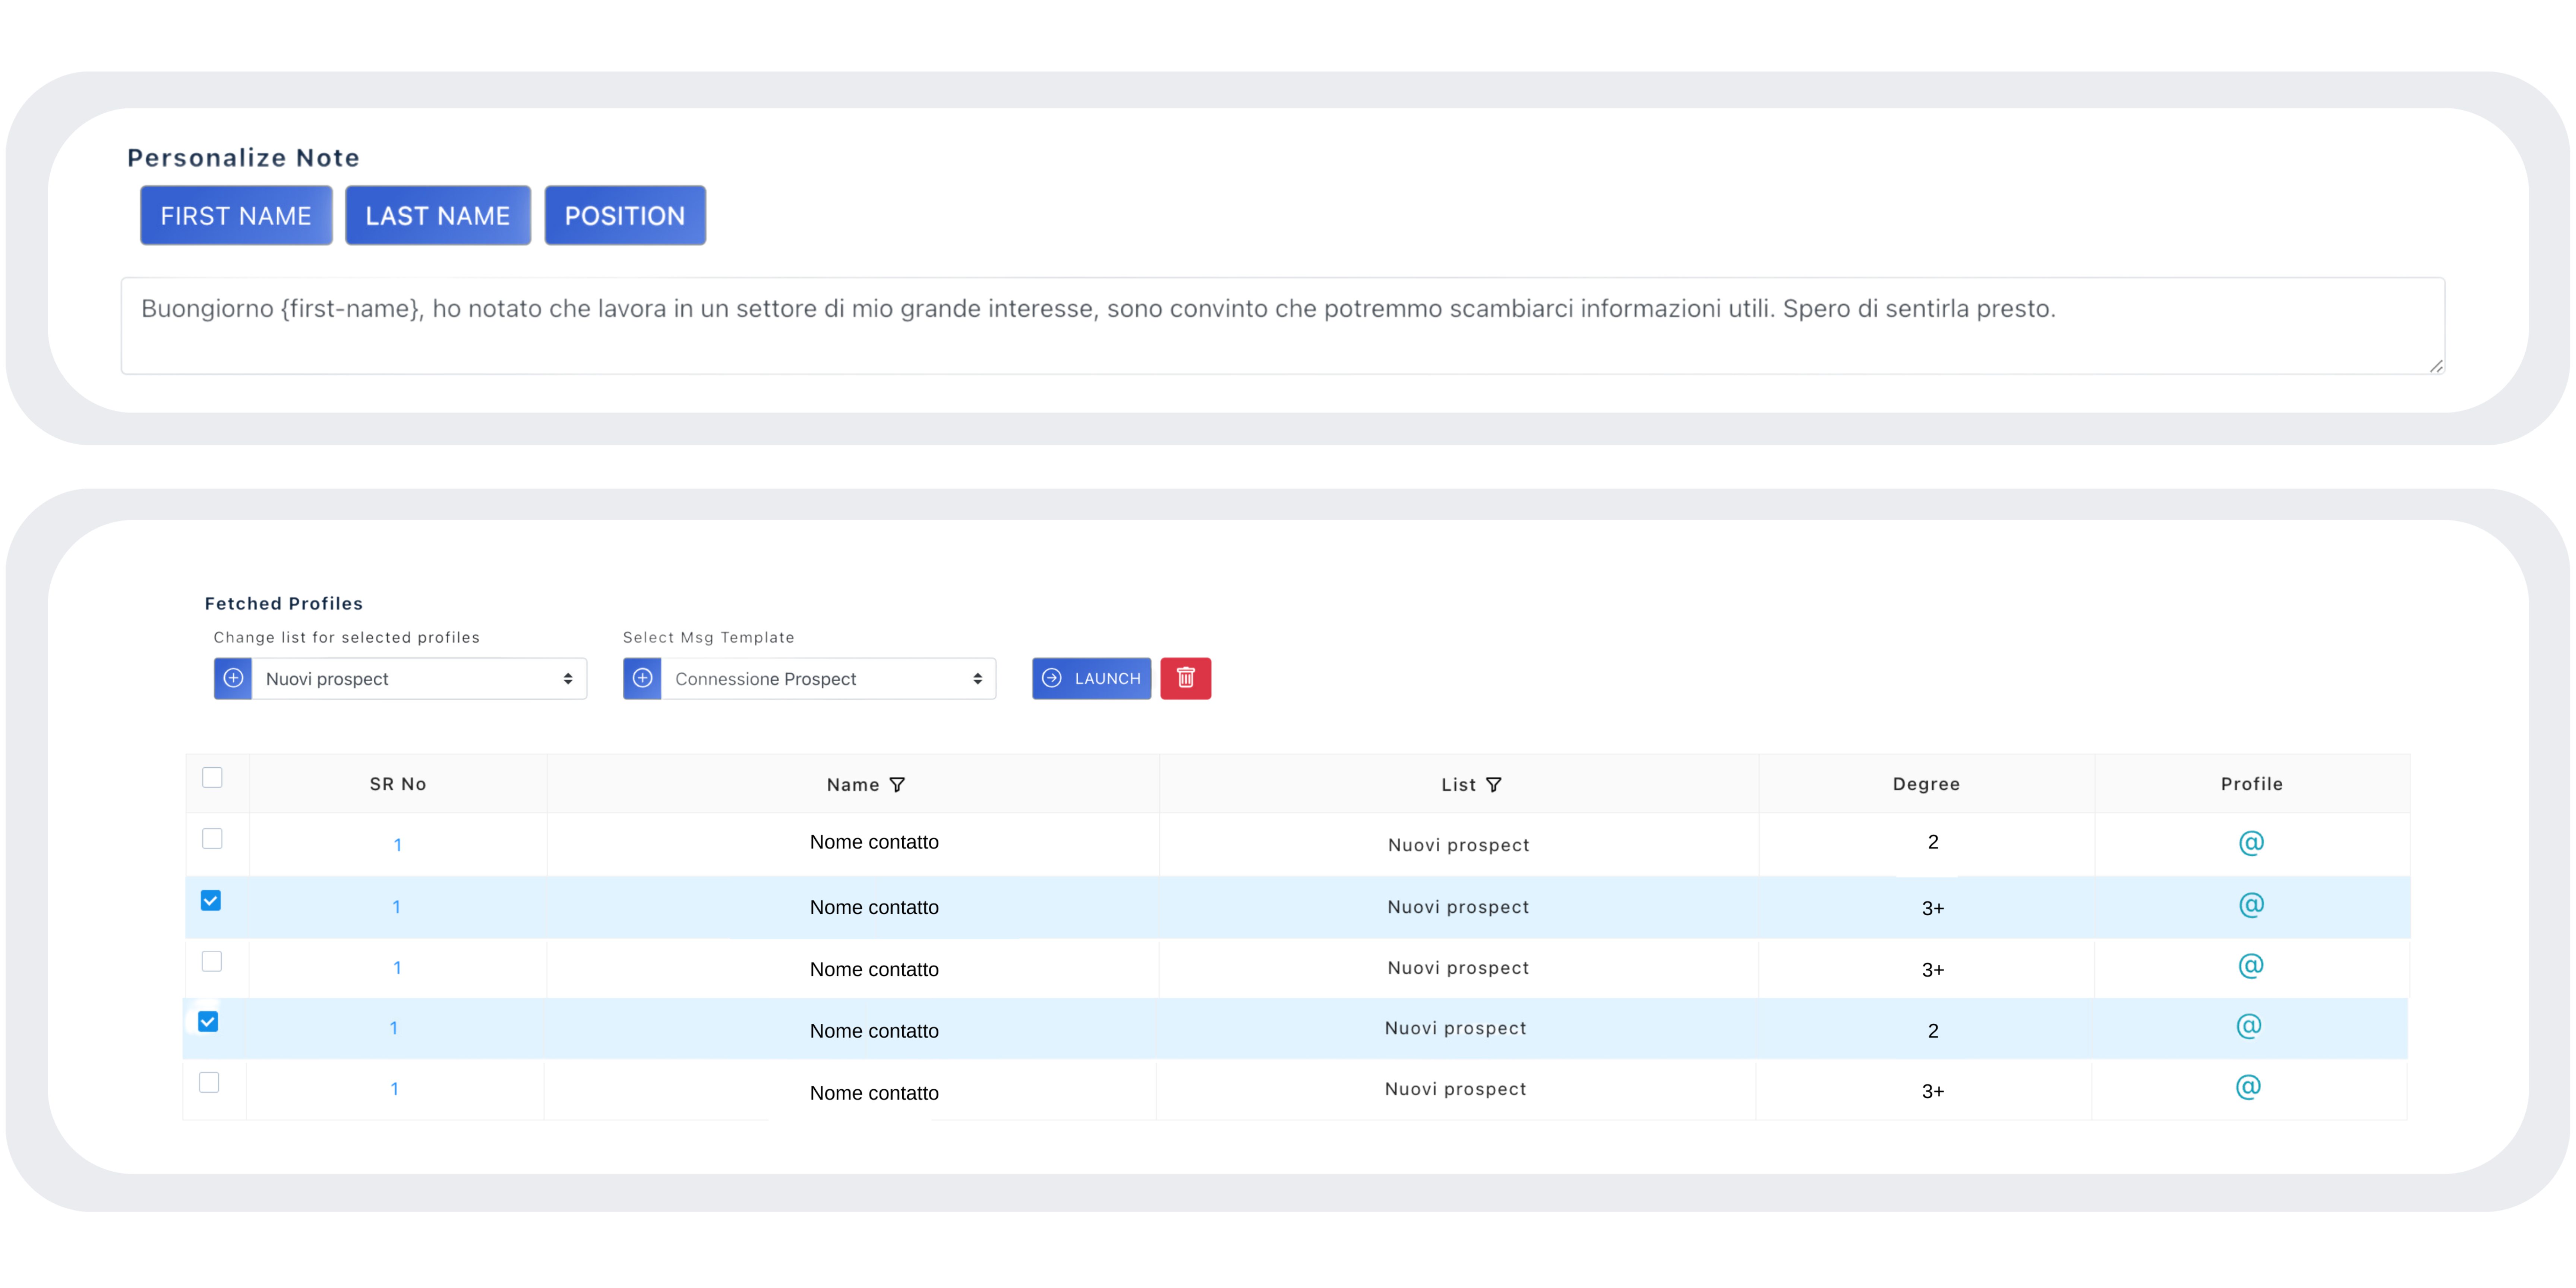 Personalize Note
FIRST NAME LAST NAME POSITION
Buongiorno {first-name}, ho notato che lavora in un settore di mio grande interesse, sono convinto che potremmo scambiarci informazioni utili. Spero di sentirla presto.
Fetched Profiles
Change list for selected profiles Select Msg Template
Nuovi prospect Connessione Prospect LAUNCH
SR No Name List Degree Profile
1 Nome contatto Nuovi prospect 2 @
1 Nome contatto Nuovi prospect 3+ @
1 Nome contatto Nuovi prospect 3+ @
1 Nome contatto Nuovi prospect 2 @
1 Nome contatto Nuovi prospect 3+ @